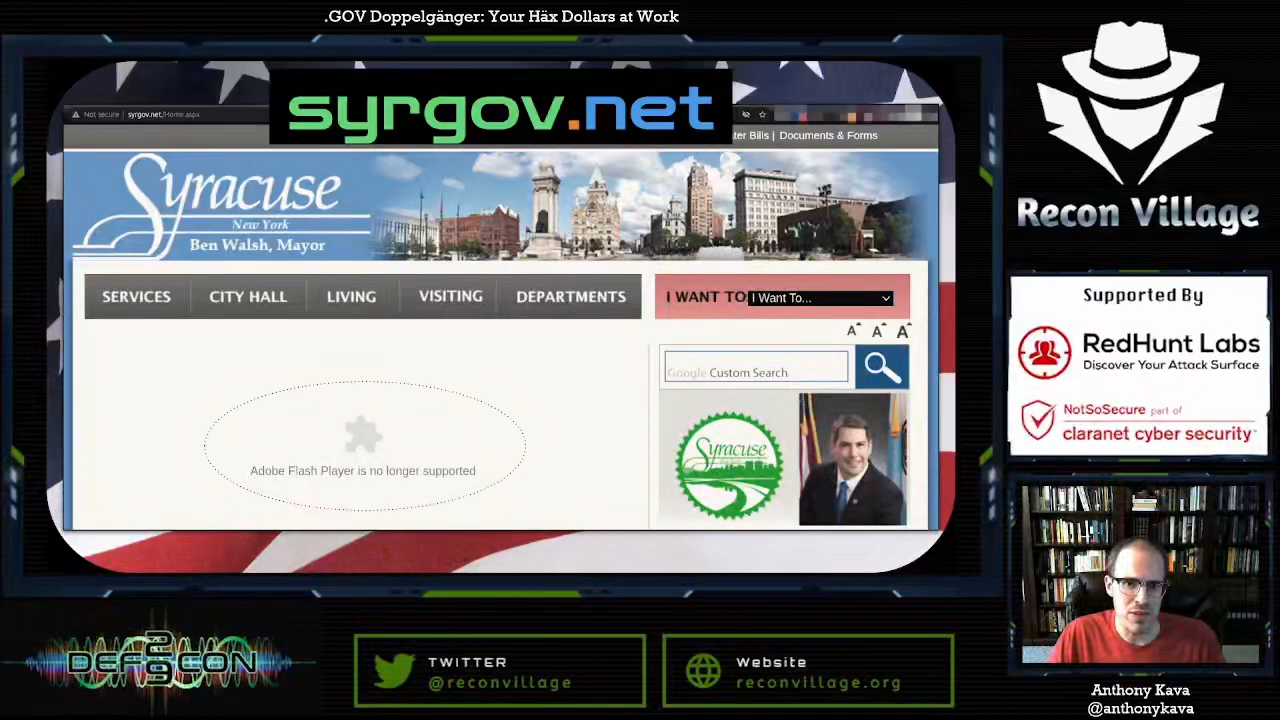 .GOV Doppelgänger: Your Häx Dollars at Work
syrgov.net
Not secure | syrgov.net/Home.aspx
Bills | Documents & Forms
Syracuse
New York
Ben Walsh, Mayor
SERVICES CITY HALL LIVING VISITING DEPARTMENTS
I WANT TO: I Want To...
A A A
Google Custom Search
Adobe Flash Player is no longer supported
Syracuse
Recon Village
Supported By
RedHunt Labs
Discover Your Attack Surface
NotSoSecure part of
claranet cyber security
DEFCON
29
TWITTER
@reconvillage
Website
reconvillage.org
Anthony Kava
@anthonykava